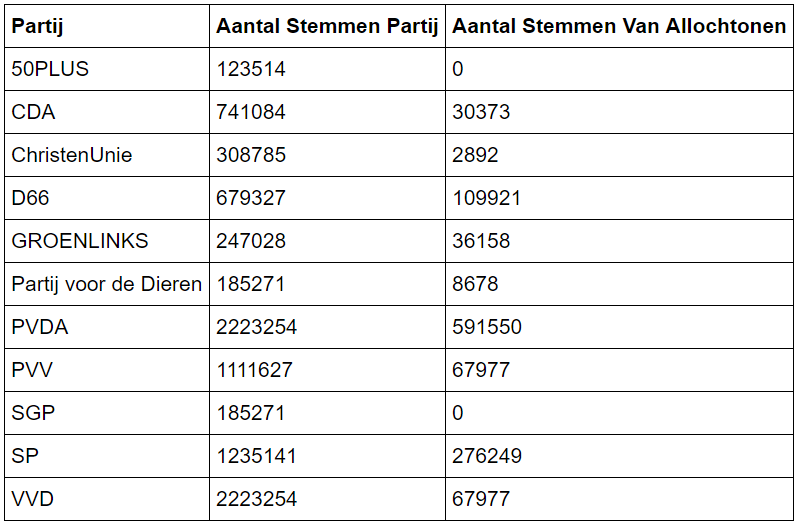 Partij Aantal Stemmen Partij Aantal Stemmen Van Allochtonen
50PLUS 123514 0
CDA 741084 30373
ChristenUnie 308785 2892
D66 679327 109921
GROENLINKS 247028 36158
Partij voor de Dieren 185271 8678
PVDA 2223254 591550
PVV 1111627 67977
SGP 185271 0
SP 1235141 276249
VVD 2223254 67977